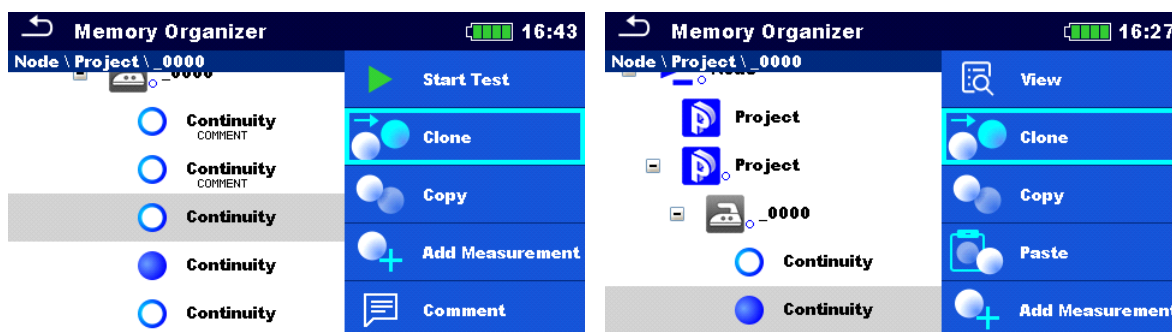 Memory Organizer
16:43
Node \ Project \ _0000
_0000
Continuity
COMMENT
Continuity
COMMENT
Continuity
Continuity
Continuity
Start Test
Clone
Copy
Add Measurement
Comment
Memory Organizer
16:27
Node \ Project \ _0000
Node
Project
Project
_0000
Continuity
Continuity
View
Clone
Copy
Paste
Add Measuremen